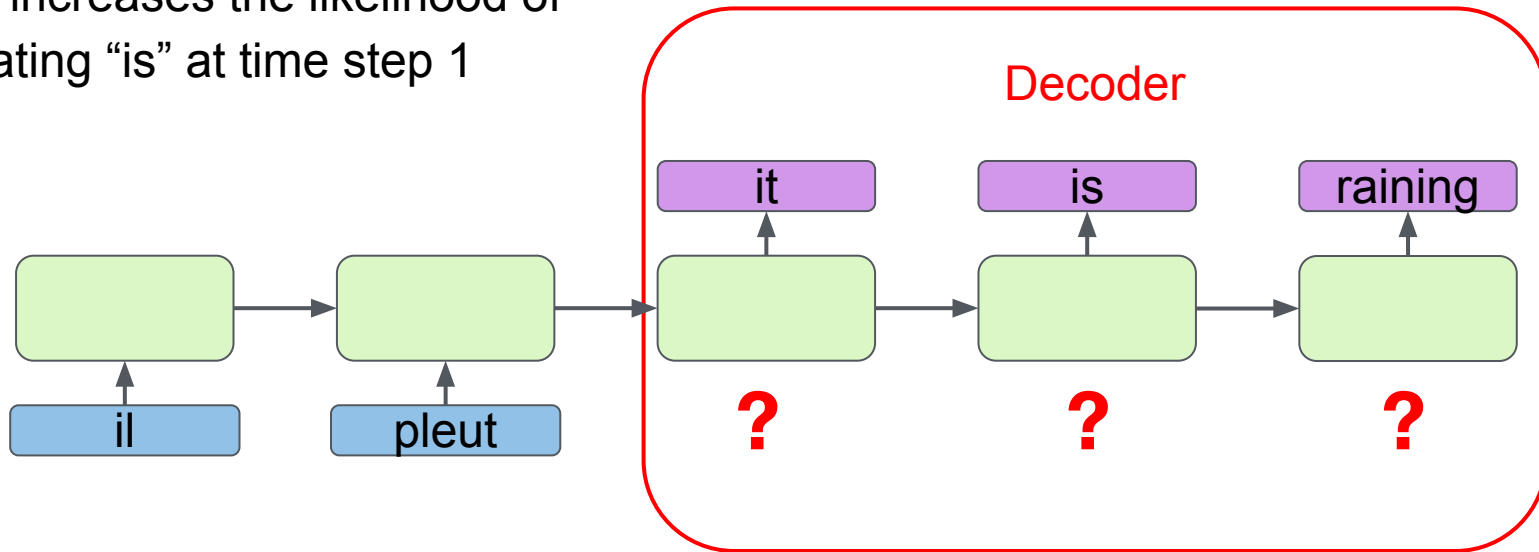 increases the likelihood of
ating “is” at time step 1
Decoder
it is raining
il pleut
? ? ?